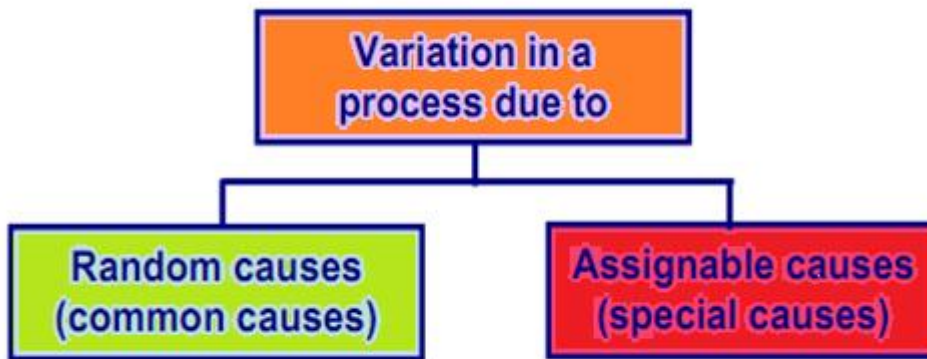 Variation in a
process due to
Random causes
(common causes)
Assignable causes
(special causes)